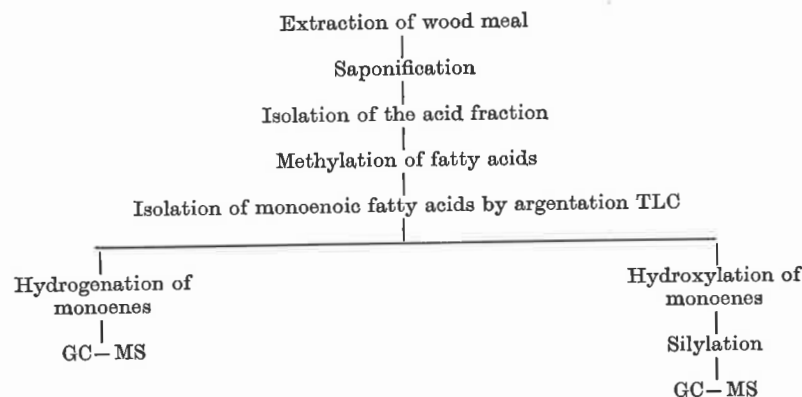 Extraction of wood meal
Saponification
Isolation of the acid fraction
Methylation of fatty acids
Isolation of monoenoic fatty acids by argentation TLC
Hydrogenation of
monoenes
GC–MS
Hydroxylation of
monoenes
Silylation
GC–MS